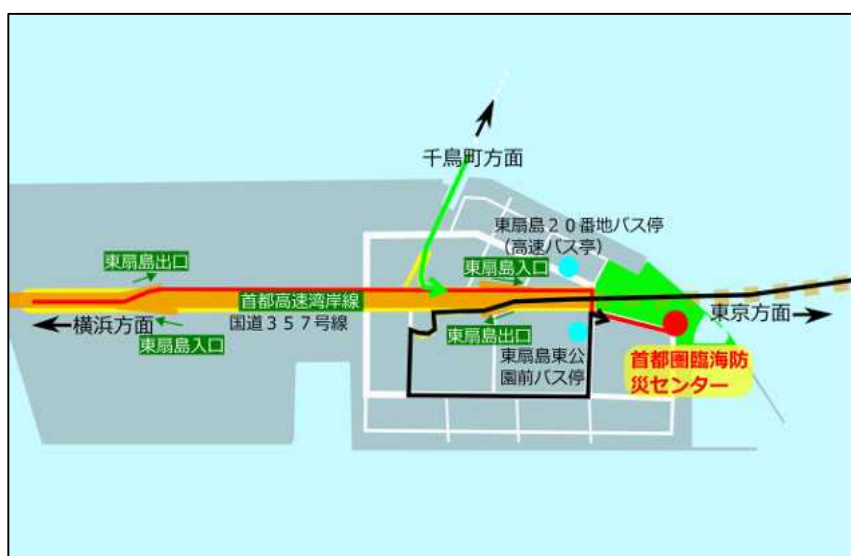 千鳥町方面
東扇島２０番地バス停
（高速バス亭）
東扇島出口
東扇島入口
首都高速湾岸線
国道３５７号線
横浜方面
東扇島入口
東扇島出口
東京方面
東扇島東公
園前バス停
首都圏臨海防
災センター